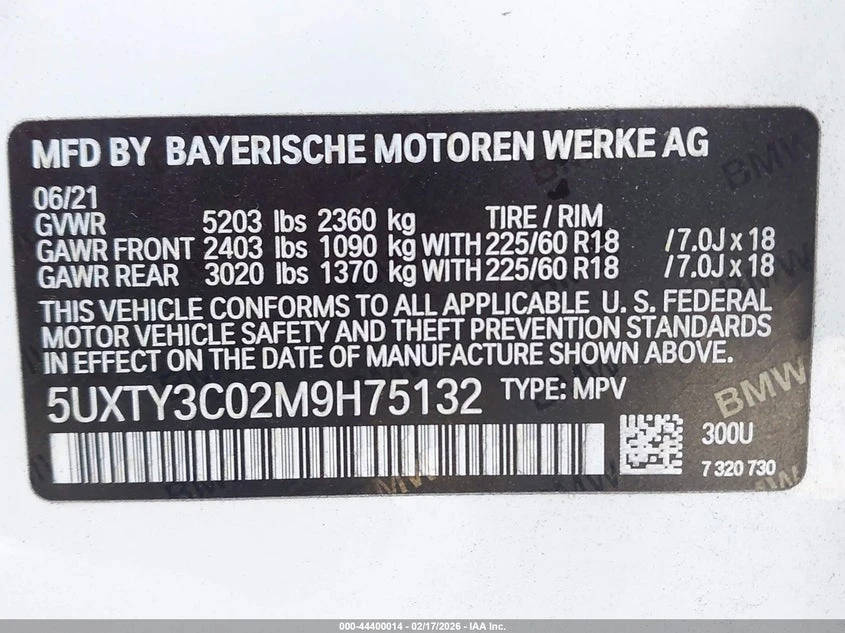 MFD BY BAYERISCHE MOTOREN WERKE AG
06/21
GVWR 5203 lbs 2360 kg TIRE / RIM
GAWR FRONT 2403 lbs 1090 kg WITH 225/60 R18 / 7.0J x 18
GAWR REAR 3020 lbs 1370 kg WITH 225/60 R18 / 7.0J x 18
THIS VEHICLE CONFORMS TO ALL APPLICABLE U. S. FEDERAL
MOTOR VEHICLE SAFETY AND THEFT PREVENTION STANDARDS
IN EFFECT ON THE DATE OF MANUFACTURE SHOWN ABOVE.
5UXTY3C02M9H75132 TYPE: MPV
BMW
300U
7 320 730
000-44400014 - 02/17/2026 - IAA Inc.